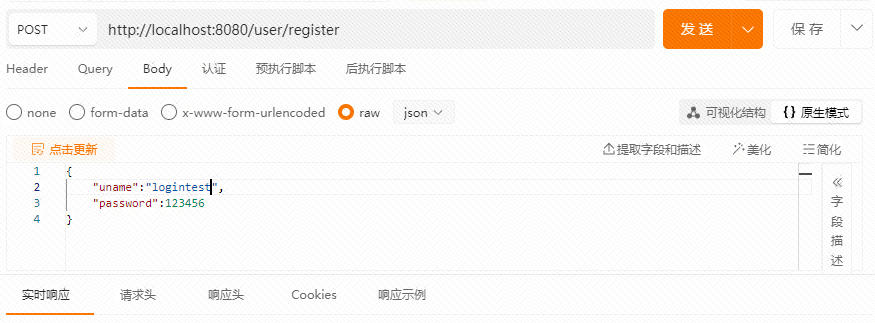 POST http://localhost:8080/user/register 发 送 保 存
Header Query Body 认证 预执行脚本 后执行脚本
none form-data x-www-form-urlencoded raw json 可视化结构 {} 原生模式
点击更新 提取字段和描述 美化 简化
1 {
2 "uname":"logintest",
3 "password":123456
4 }
字段描述
实时响应 请求头 响应头 Cookies 响应示例